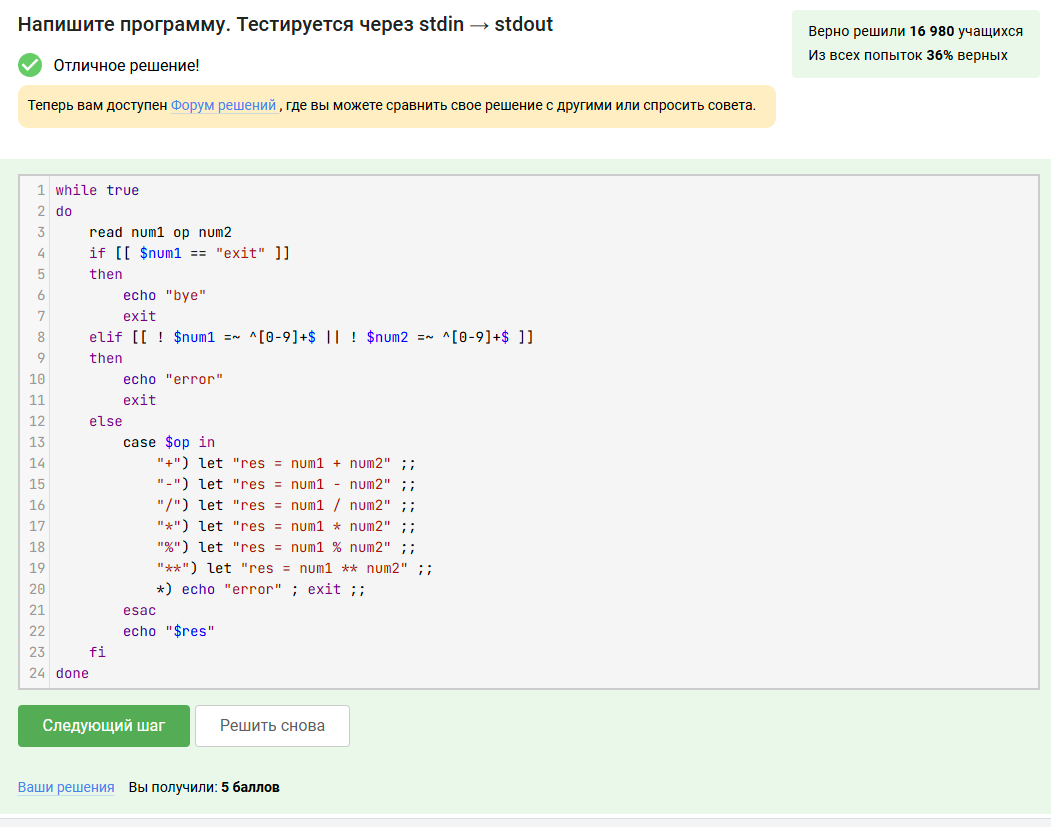 Напишите программу. Тестируется через stdin → stdout
Верно решили 16 980 учащихся
Из всех попыток 36% верных
Отличное решение!
Теперь вам доступен Форум решений , где вы можете сравнить свое решение с другими или спросить совета.
1 while true
2 do
3     read num1 op num2
4     if [[ $num1 == "exit" ]]
5     then
6         echo "bye"
7         exit
8     elif [[ ! $num1 =~ ^[0-9]+$ || ! $num2 =~ ^[0-9]+$ ]]
9     then
10         echo "error"
11         exit
12     else
13         case $op in
14             "+") let "res = num1 + num2" ;;
15             "-") let "res = num1 - num2" ;;
16             "/") let "res = num1 / num2" ;;
17             "*") let "res = num1 * num2" ;;
18             "%") let "res = num1 % num2" ;;
19             "**") let "res = num1 ** num2" ;;
20             *) echo "error" ; exit ;;
21         esac
22         echo "$res"
23     fi
24 done
Следующий шаг
Решить снова
Ваши решения Вы получили: 5 баллов